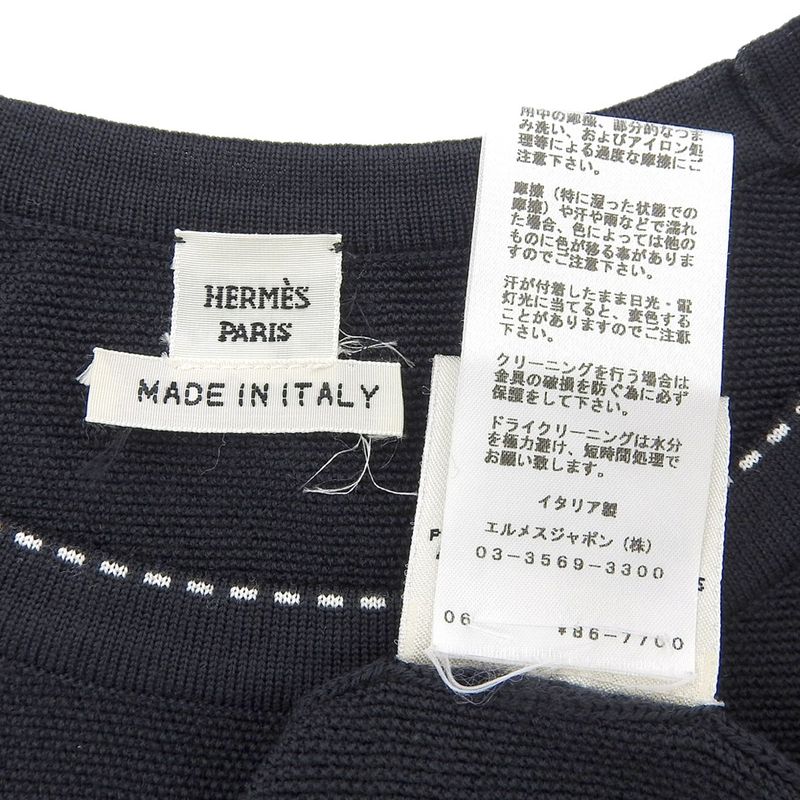 HERMÈS
PARIS
MADE IN ITALY
用中の摩擦、部分的なつま
み洗い、およびアイロン処
理等による過度な摩擦にご
注意下さい。
摩擦（特に湿った状態での
摩擦）や汗や雨などで濡れ
た場合、色によっては他の
ものに色が移る事がありま
すのでご注意下さい。
汗が付着したまま日光・電
灯光に当てると、変色する
ことがありますのでご注意
下さい。
クリーニングを行う場合は
金具の破損を防ぐ為に必ず
保護をして下さい。
ドライクリーニングは水分
を極力避け、短時間処理で
お願い致します。
イタリア製
エルメスジャポン（株）
03-3569-3300
06 ¥86-7700